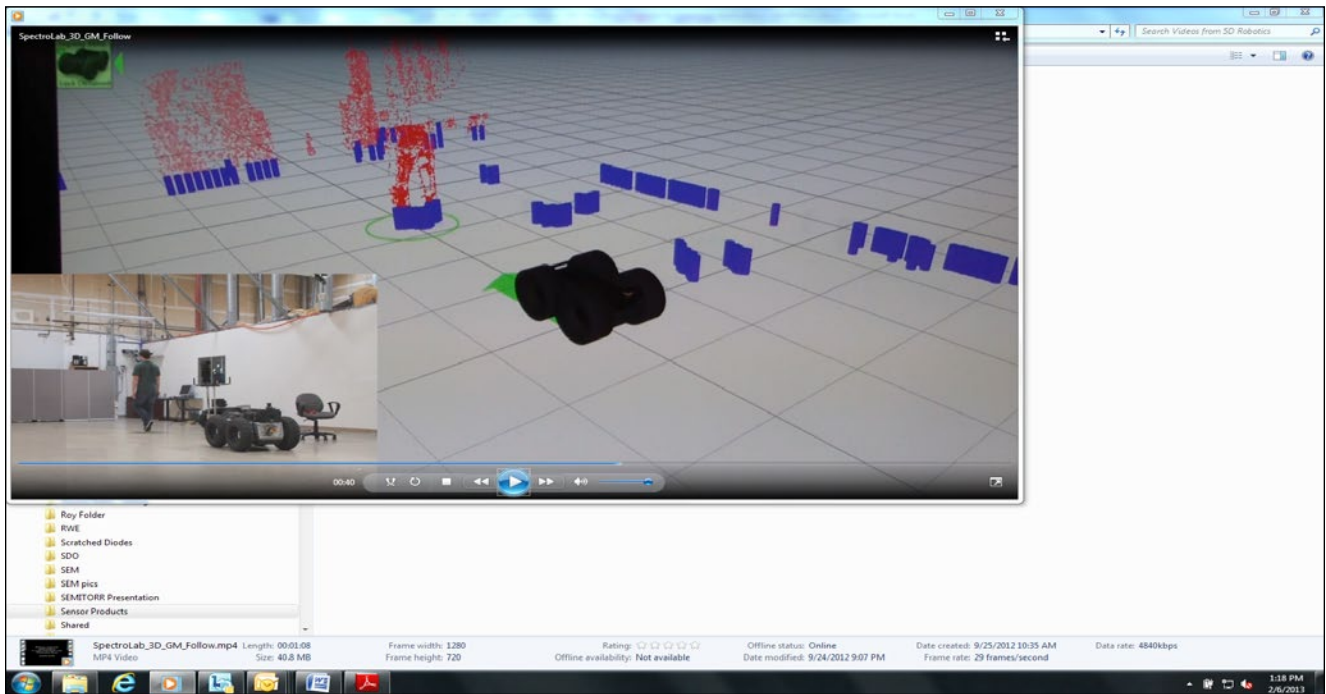 SpectroLab_3D_GM_Follow
Search Videos from 5D Robotics
00:40
Roy Folder
RWE
Scratched Diodes
SDO
SEM
SEM pics
SEMITORR Presentation
Sensor Products
Shared
SpectroLab_3D_GM_Follow.mp4 Length: 00:01:08 Frame width: 1280 Rating: Offline status: Online Date created: 9/25/2012 10:35 AM Data rate: 4840kbps
MP4 Video Size: 40.8 MB Frame height: 720 Offline availability: Not available Date modified: 9/24/2012 9:07 PM Frame rate: 29 frames/second
1:18 PM
2/6/2013